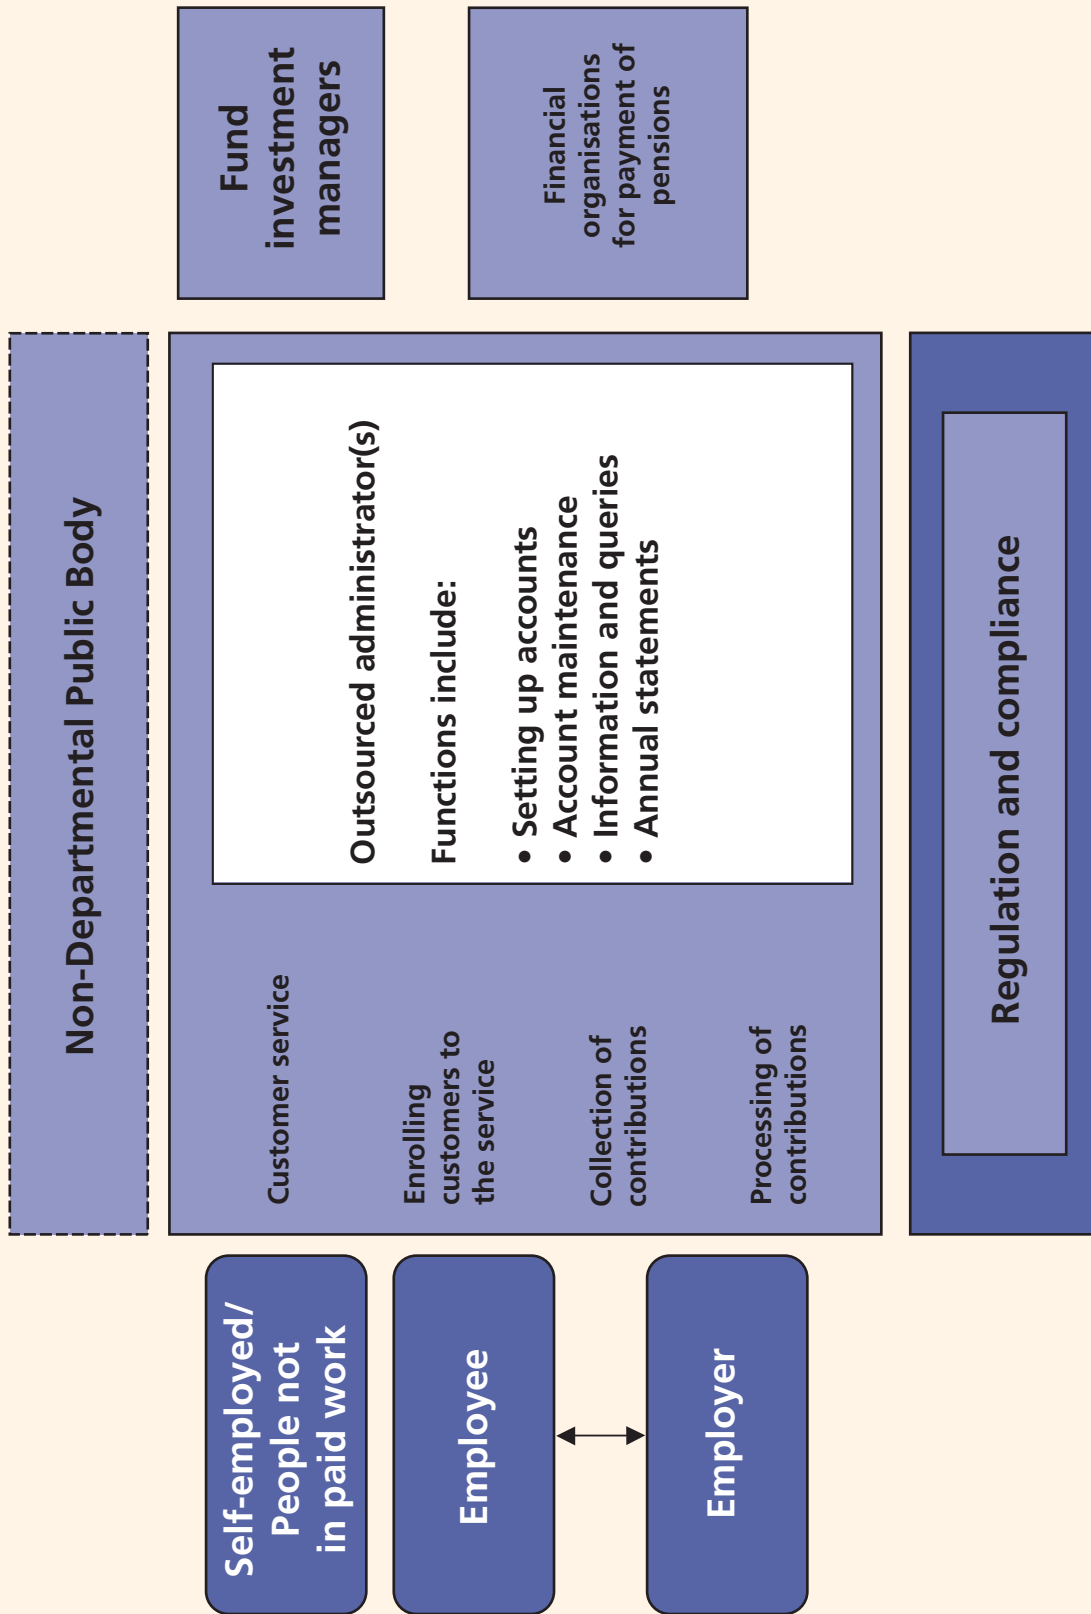 Non-Departmental Public Body
Self-employed/
People not
in paid work
Employee
Employer
Customer service
Enrolling
customers to
the service
Collection of
contributions
Processing of
contributions
Outsourced administrator(s)
Functions include:
• Setting up accounts
• Account maintenance
• Information and queries
• Annual statements
Fund
investment
managers
Financial
organisations
for payment of
pensions
Regulation and compliance